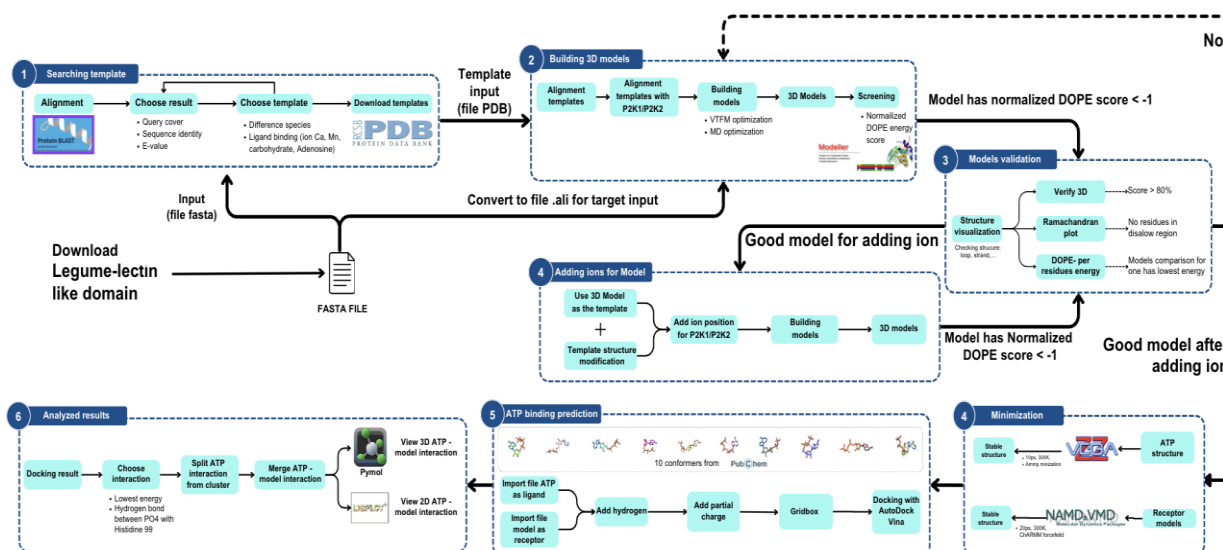 No
1
Searching template
Alignment
Choose result
Choose template
Download templates
• Query cover
• Sequence identity
• E-value
• Difference species
• Ligand binding (ion Ca, Mn,
carbohydrate, Adenosine)
Protein BLAST
RCSB
PDB
PROTEIN DATA BANK
Template
input
(file PDB)
2
Building 3D models
Alignment
templates
Alignment
templates with
P2K1/P2K2
Building
models
3D Models
Screening
• VTFM optimization
• MD optimization
• Normalized
DOPE energy
score
Modeller
Model has normalized DOPE score < -1
3
Models validation
Structure
visualization
Checking strucure:
loop, strand,...
Verify 3D
Score > 80%
Ramachandran
plot
No residues in
disalow region
DOPE- per
residues energy
Models comparison for
one has lowest energy
Input
(file fasta)
Convert to file .ali for target input
Download
Legume-lectin
like domain
FASTA FILE
Good model for adding ion
4
Adding ions for Model
Use 3D Model
as the template
+
Template structure
modification
Add ion position
for P2K1/P2K2
Building
models
3D models
Model has Normalized
DOPE score < -1
Good model afte
adding ion
6
Analyzed results
Docking result
Choose
interaction
Split ATP
interaction
from cluster
Merge ATP -
model interaction
• Lowest energy
• Hydrogen bond
between PO4 with
Histidine 99
Pymol
View 3D ATP -
model interaction
LIGPLOT+
View 2D ATP -
model interaction
5
ATP binding prediction
10 conformers from PubChem
Import file ATP
as ligand
Import file
model as
receptor
Add hydrogen
Add partial
charge
Gridbox
Docking with
AutoDock
Vina
4
Minimization
Stable
structure
• 10ps, 300K,
VEGA ZZ
ATP
structure
Stable
structure
• 20ps, 300K,
CHARMM forcefield
NAMD&VMD
Molecular Dynamics Packages
Receptor
models